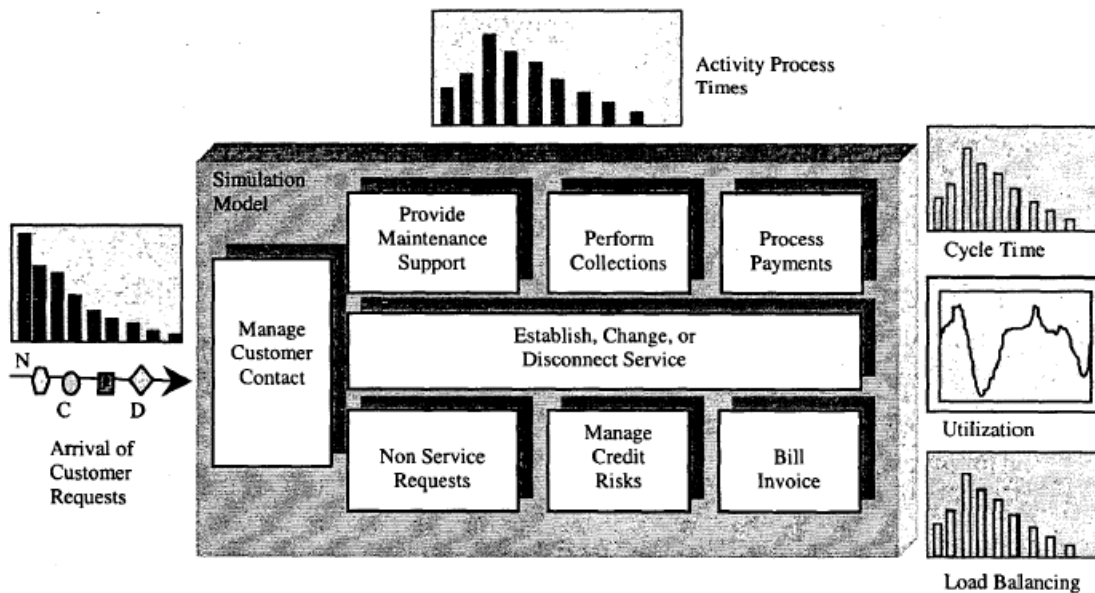 Activity Process
Times
Simulation
Model
Provide
Maintenance
Support
Perform
Collections
Process
Payments
Manage
Customer
Contact
Establish, Change, or
Disconnect Service
Non Service
Requests
Manage
Credit
Risks
Bill
Invoice
N
C
D
Arrival of
Customer
Requests
Cycle Time
Utilization
Load Balancing